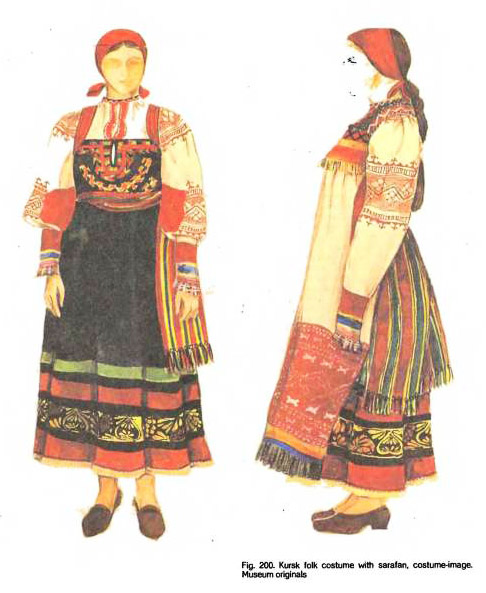 Fig. 200. Kursk folk costume with sarafan, costume-image.
Museum originals